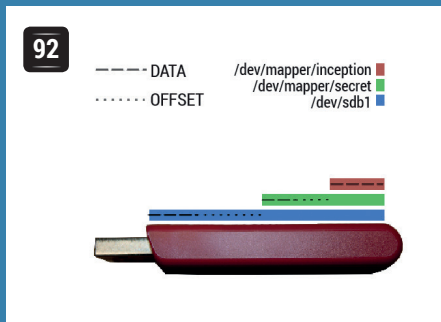 92
DATA
OFFSET
/dev/mapper/inception
/dev/mapper/secret
/dev/sdb1